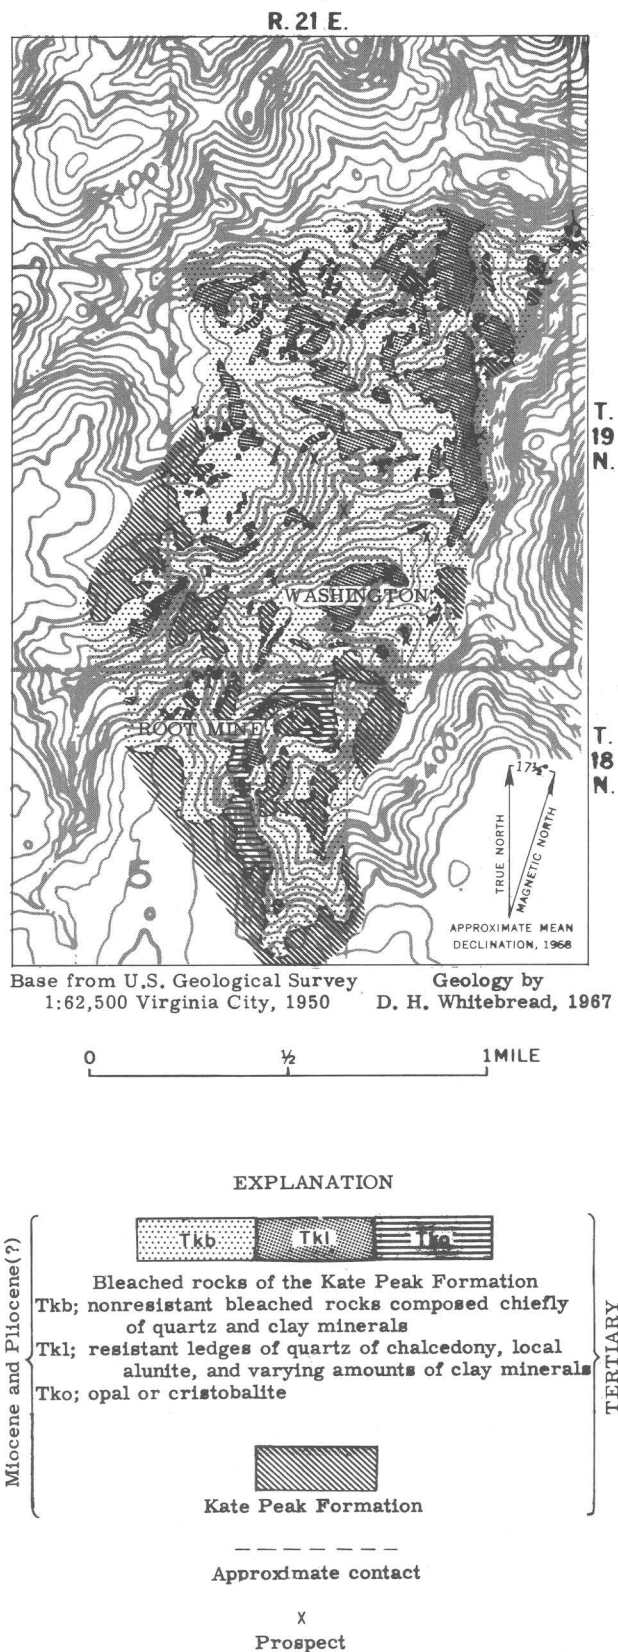 R. 21 E.
5400
T.
19
N.
WASHINGTON
ROOT MINE
T.
18
N.
5400
17½°
TRUE NORTH
MAGNETIC NORTH
5
APPROXIMATE MEAN
DECLINATION, 1968
Base from U.S. Geological Survey
1:62,500 Virginia City, 1950
Geology by
D. H. Whitebread, 1967
0 ½ 1 MILE
EXPLANATION
Tkb Tkl Tko
Bleached rocks of the Kate Peak Formation
Tkb; nonresistant bleached rocks composed chiefly
of quartz and clay minerals
Tkl; resistant ledges of quartz of chalcedony, local
alunite, and varying amounts of clay minerals
Tko; opal or cristobalite
Miocene and Pliocene(?)
TERTIARY
Kate Peak Formation
Approximate contact
X
Prospect